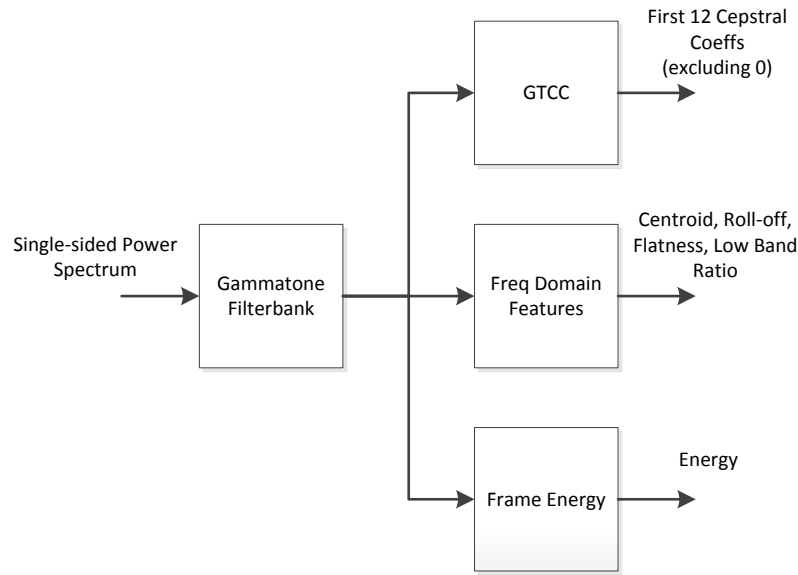 First 12 Cepstral
Coeffs
(excluding 0)
GTCC
Single-sided Power
Spectrum
Gammatone
Filterbank
Centroid, Roll-off,
Flatness, Low Band
Ratio
Freq Domain
Features
Energy
Frame Energy